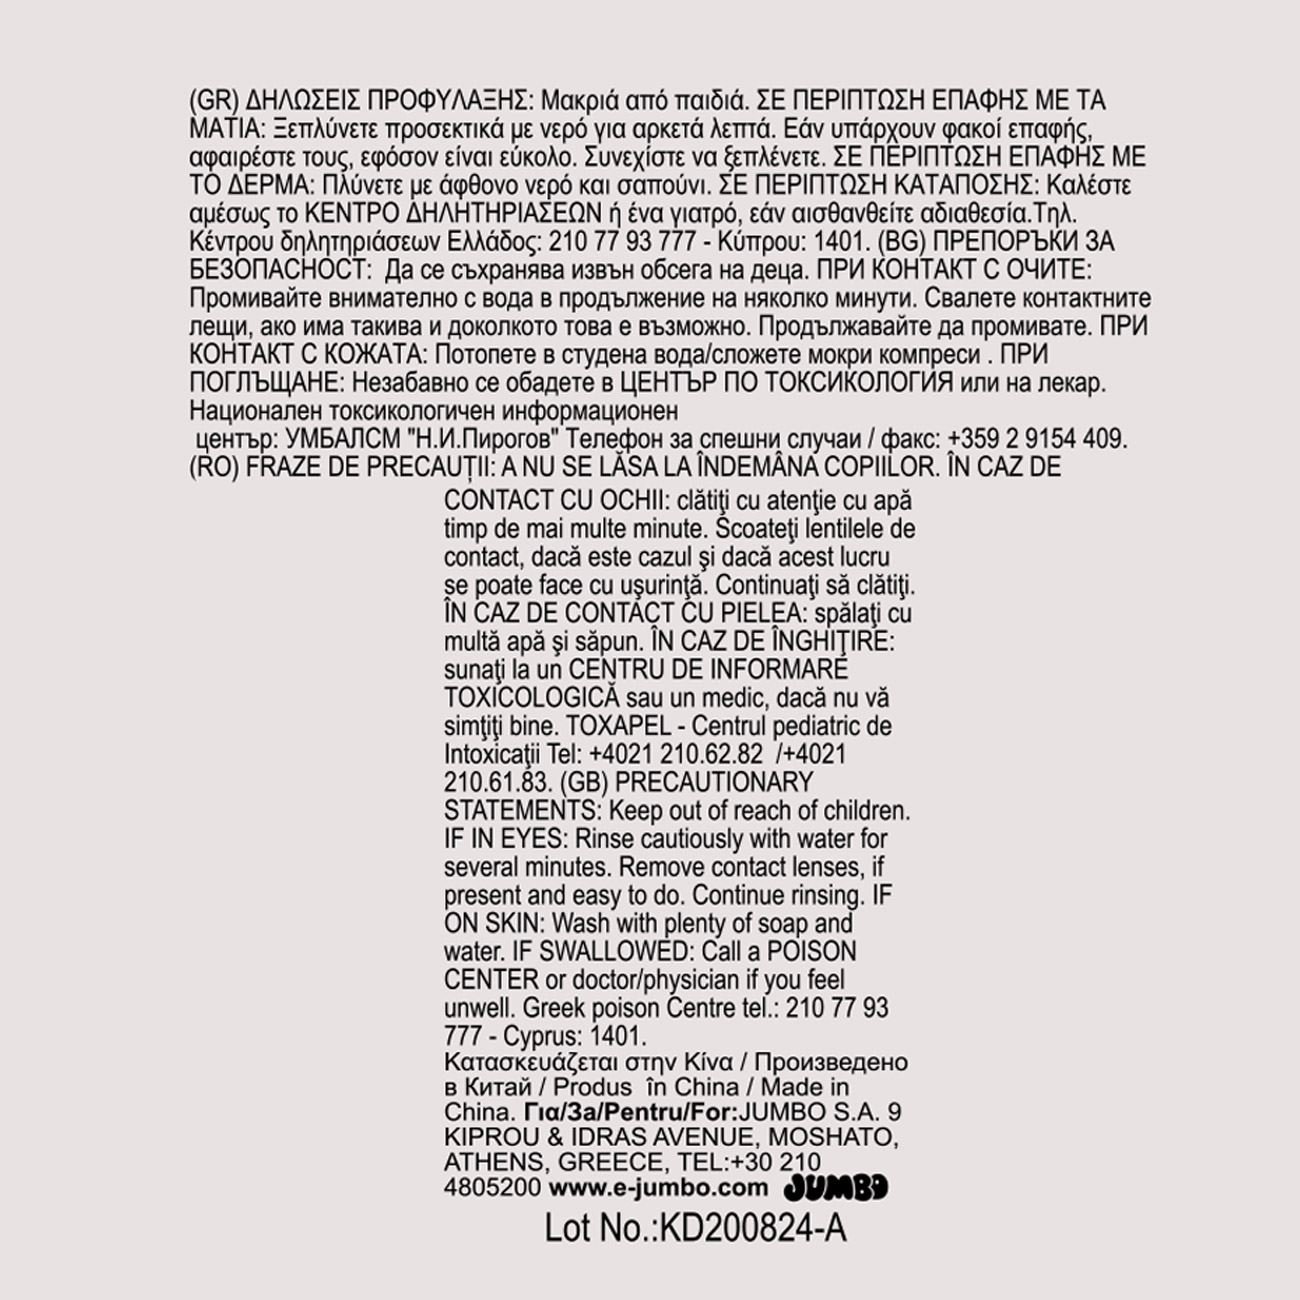 (GR) ΔΗΛΩΣΕΙΣ ΠΡΟΦΥΛΑΞΗΣ: Μακριά από παιδιά. ΣΕ ΠΕΡΙΠΤΩΣΗ ΕΠΑΦΗΣ ΜΕ ΤΑ
ΜΑΤΙΑ: Ξεπλύνετε προσεκτικά με νερό για αρκετά λεπτά. Εάν υπάρχουν φακοί επαφής,
αφαιρέστε τους, εφόσον είναι εύκολο. Συνεχίστε να ξεπλένετε. ΣΕ ΠΕΡΙΠΤΩΣΗ ΕΠΑΦΗΣ ΜΕ
ΤΟ ΔΕΡΜΑ: Πλύνετε με άφθονο νερό και σαπούνι. ΣΕ ΠΕΡΙΠΤΩΣΗ ΚΑΤΑΠΟΣΗΣ: Καλέστε
αμέσως το ΚΕΝΤΡΟ ΔΗΛΗΤΗΡΙΑΣΕΩΝ ή ένα γιατρό, εάν αισθανθείτε αδιαθεσία.Τηλ.
Κέντρου δηλητηριάσεων Ελλάδος: 210 77 93 777 - Κύπρου: 1401. (BG) ПРЕПОРЪКИ ЗА
БЕЗОПАСНОСТ:  Да се съхранява извън обсега на деца. ПРИ КОНТАКТ С ОЧИТЕ:
Промивайте внимателно с вода в продължение на няколко минути. Свалете контактните
лещи, ако има такива и доколкото това е възможно. Продължавайте да промивате. ПРИ
КОНТАКТ С КОЖАТА: Потопете в студена вода/сложете мокри компреси . ПРИ
ПОГЛЪЩАНЕ: Незабавно се обадете в ЦЕНТЪР ПО ТОКСИКОЛОГИЯ или на лекар.
Национален токсикологичен информационен
център: УМБАЛСМ "Н.И.Пирогов" Телефон за спешни случаи / факс: +359 2 9154 409.
(RO) FRAZE DE PRECAUȚII: A NU SE LĂSA LA ÎNDEMÂNA COPIILOR. ÎN CAZ DE
CONTACT CU OCHII: clătiţi cu atenţie cu apă
timp de mai multe minute. Scoateţi lentilele de
contact, dacă este cazul şi dacă acest lucru
se poate face cu uşurinţă. Continuaţi să clătiţi.
ÎN CAZ DE CONTACT CU PIELEA: spălaţi cu
multă apă şi săpun. ÎN CAZ DE ÎNGHIŢIRE:
sunaţi la un CENTRU DE INFORMARE
TOXICOLOGICĂ sau un medic, dacă nu vă
simţiţi bine. TOXAPEL - Centrul pediatric de
Intoxicaţii Tel: +4021 210.62.82  /+4021
210.61.83. (GB) PRECAUTIONARY
STATEMENTS: Keep out of reach of children.
IF IN EYES: Rinse cautiously with water for
several minutes. Remove contact lenses, if
present and easy to do. Continue rinsing. IF
ON SKIN: Wash with plenty of soap and
water. IF SWALLOWED: Call a POISON
CENTER or doctor/physician if you feel
unwell. Greek poison Centre tel.: 210 77 93
777 - Cyprus: 1401.
Κατασκευάζεται στην Κίνα / Произведено
в Китай / Produs  în China / Made in
China. Για/За/Pentru/For:JUMBO S.A. 9
KIPROU & IDRAS AVENUE, MOSHATO,
ATHENS, GREECE, TEL:+30 210
4805200 www.e-jumbo.com JUMBO
Lot No.:KD200824-A